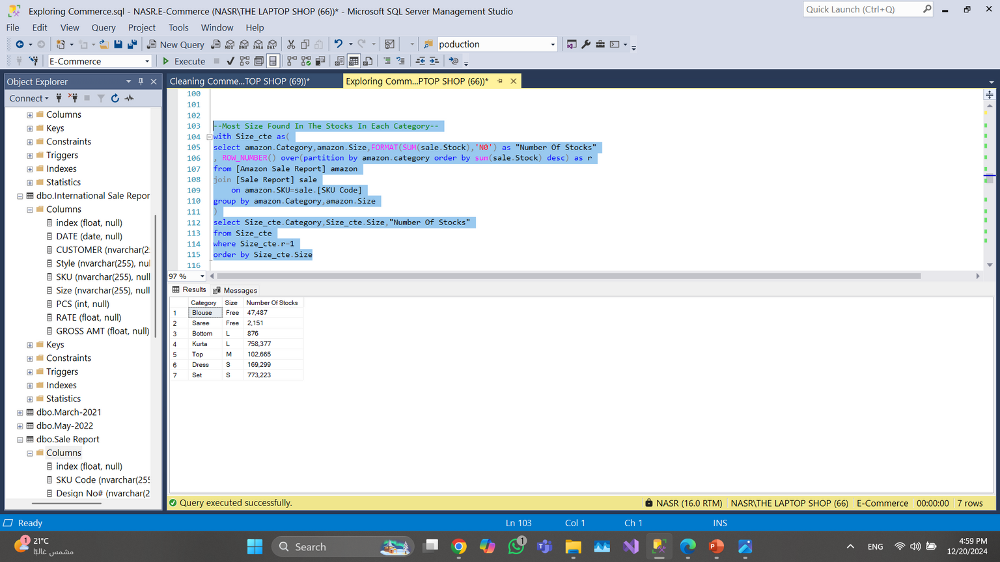 Exploring Commerce.sql - NASR.E-Commerce (NASR\THE LAPTOP SHOP (66))* - Microsoft SQL Server Management Studio
Quick Launch (Ctrl+Q)
File Edit View Query Project Tools Window Help
New Query MDX DMX XMLA DAX poduction
E-Commerce Execute
Object Explorer
Cleaning Comme...TOP SHOP (69))*
Exploring Comm...PTOP SHOP (66))*
Connect
Columns
Keys
Constraints
Triggers
Indexes
Statistics
dbo.International Sale Repor
Columns
index (float, null)
DATE (date, null)
CUSTOMER (nvarchar(2
Style (nvarchar(255), nul
SKU (nvarchar(255), null
Size (nvarchar(255), null
PCS (int, null)
RATE (float, null)
GROSS AMT (float, null)
Keys
Constraints
Triggers
Indexes
Statistics
dbo.March-2021
dbo.May-2022
dbo.Sale Report
Columns
index (float, null)
SKU Code (nvarchar(255
Design No# (nvarchar(2
100
101
102
103 --Most Size Found In The Stocks In Each Category--
104 with Size_cte as(
105 select amazon.Category,amazon.Size,FORMAT(SUM(sale.Stock),'N0') as "Number Of Stocks"
106 , ROW_NUMBER() over(partition by amazon.category order by sum(sale.Stock) desc) as r
107 from [Amazon Sale Report] amazon
108 join [Sale Report] sale
109 on amazon.SKU=sale.[SKU Code]
110 group by amazon.Category,amazon.Size
111 )
112 select Size_cte.Category,Size_cte.Size,"Number Of Stocks"
113 from Size_cte
114 where Size_cte.r=1
115 order by Size_cte.Size
116
97 %
Results Messages
Category Size Number Of Stocks
1 Blouse Free 47,487
2 Saree Free 2,151
3 Bottom L 876
4 Kurta L 758,377
5 Top M 102,665
6 Dress S 169,299
7 Set S 773,223
Query executed successfully. NASR (16.0 RTM) NASR\THE LAPTOP SHOP (66) E-Commerce 00:00:00 7 rows
Ready Ln 103 Col 1 Ch 1 INS
1 21°C
مشمس غالبًا
Search
1
ENG
4:59 PM
12/20/2024